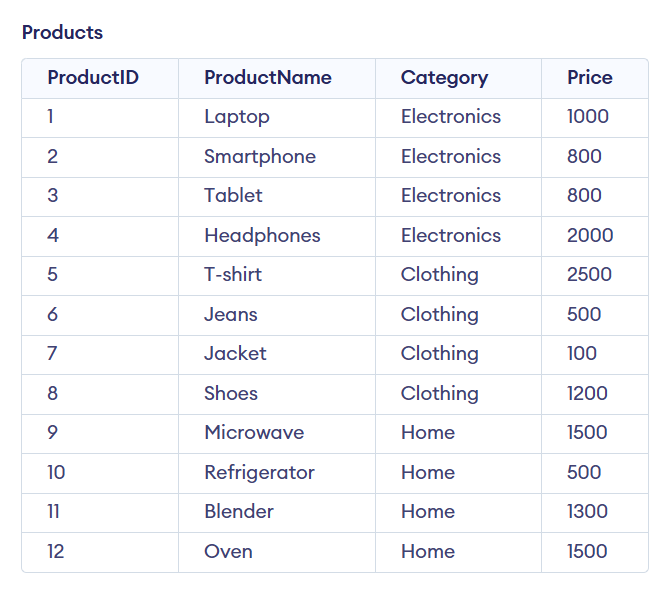 Products
ProductID ProductName Category Price
1 Laptop Electronics 1000
2 Smartphone Electronics 800
3 Tablet Electronics 800
4 Headphones Electronics 2000
5 T-shirt Clothing 2500
6 Jeans Clothing 500
7 Jacket Clothing 100
8 Shoes Clothing 1200
9 Microwave Home 1500
10 Refrigerator Home 500
11 Blender Home 1300
12 Oven Home 1500